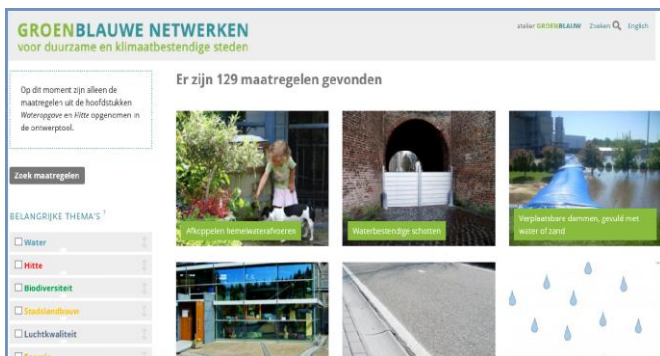 GROENBLAUWE NETWERKEN
voor duurzame en klimaatbestendige steden
atelier GROENBLAUW Zoeken English
Op dit moment zijn alleen de
maatregelen uit de hoofdstukken
Wateropgave en Hitte opgenomen in
de ontwerptool.
Zoek maatregelen
BELANGRIJKE THEMA'S ?
Water
Hitte
Biodiversiteit
Stadslandbouw
Luchtkwaliteit
Energie
Er zijn 129 maatregelen gevonden
Afkoppelen hemelwaterafvoeren
Waterbestendige schotten
Verplaatsbare dammen, gevuld met
water of zand